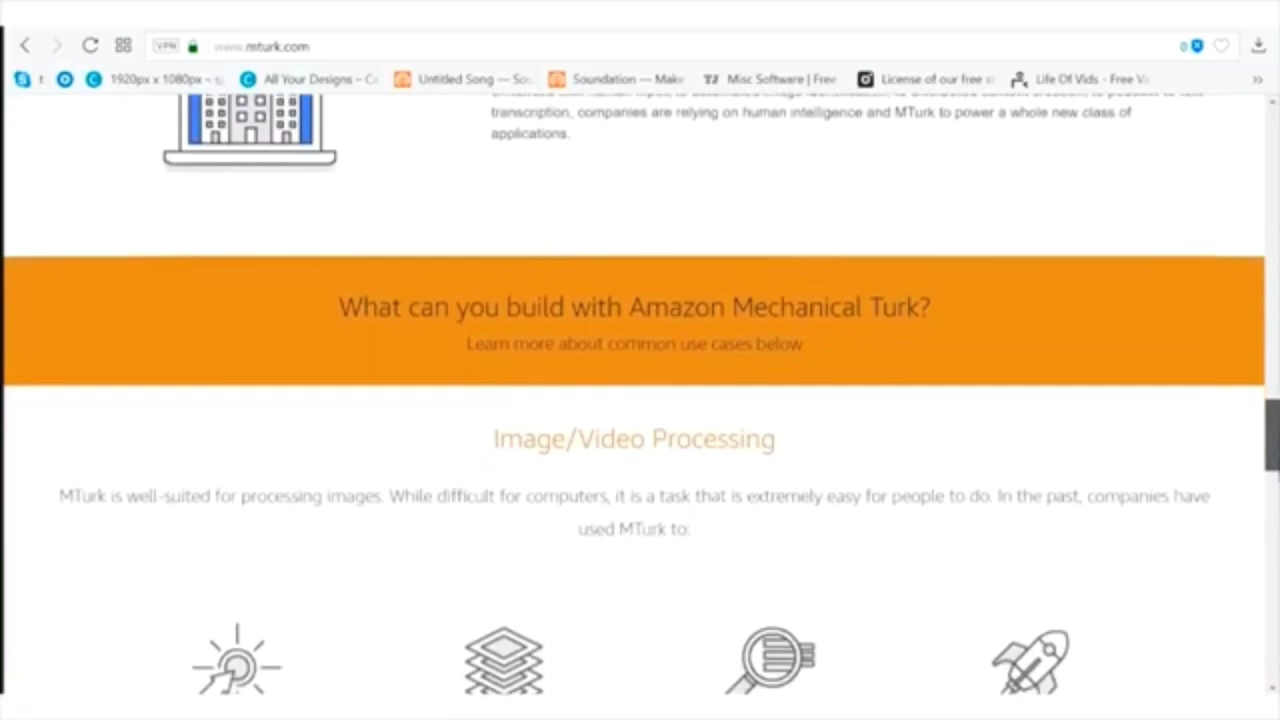 VPN
www.mturk.com
0
t
1920px x 1080px –
All Your Designs – C
Untitled Song — So
Soundation — Make
TJ Misc Software | Free
License of our free s
Life Of Vids - Free Vi
»
transcription, companies are relying on human intelligence and MTurk to power a whole new class of
applications.
What can you build with Amazon Mechanical Turk?
Learn more about common use cases below
Image/Video Processing
MTurk is well-suited for processing images. While difficult for computers, it is a task that is extremely easy for people to do. In the past, companies have
used MTurk to: